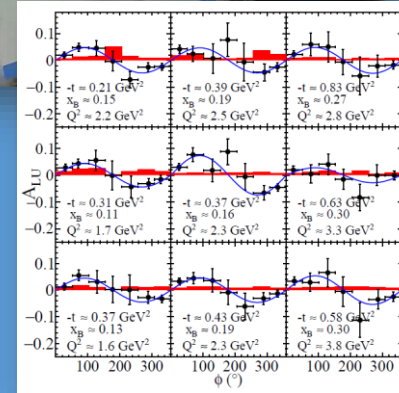 0.1
0
−0.1
−0.2
-t ≈ 0.21 GeV²
x_B ≈ 0.15
Q² ≈ 2.2 GeV²
-t ≈ 0.39 GeV²
x_B ≈ 0.19
Q² ≈ 2.5 GeV²
-t ≈ 0.83 GeV²
x_B ≈ 0.27
Q² ≈ 2.8 GeV²
A_LU
0.1
0
−0.1
−0.2
-t ≈ 0.31 GeV²
x_B ≈ 0.11
Q² ≈ 1.7 GeV²
-t ≈ 0.37 GeV²
x_B ≈ 0.16
Q² ≈ 2.3 GeV²
-t ≈ 0.63 GeV²
x_B ≈ 0.30
Q² ≈ 3.3 GeV²
0.1
0
−0.1
−0.2
-t ≈ 0.37 GeV²
x_B ≈ 0.13
Q² ≈ 1.6 GeV²
-t ≈ 0.43 GeV²
x_B ≈ 0.19
Q² ≈ 2.3 GeV²
-t ≈ 0.58 GeV²
x_B ≈ 0.30
Q² ≈ 3.8 GeV²
100 200 300 100 200 300 100 200 300
ϕ (°)